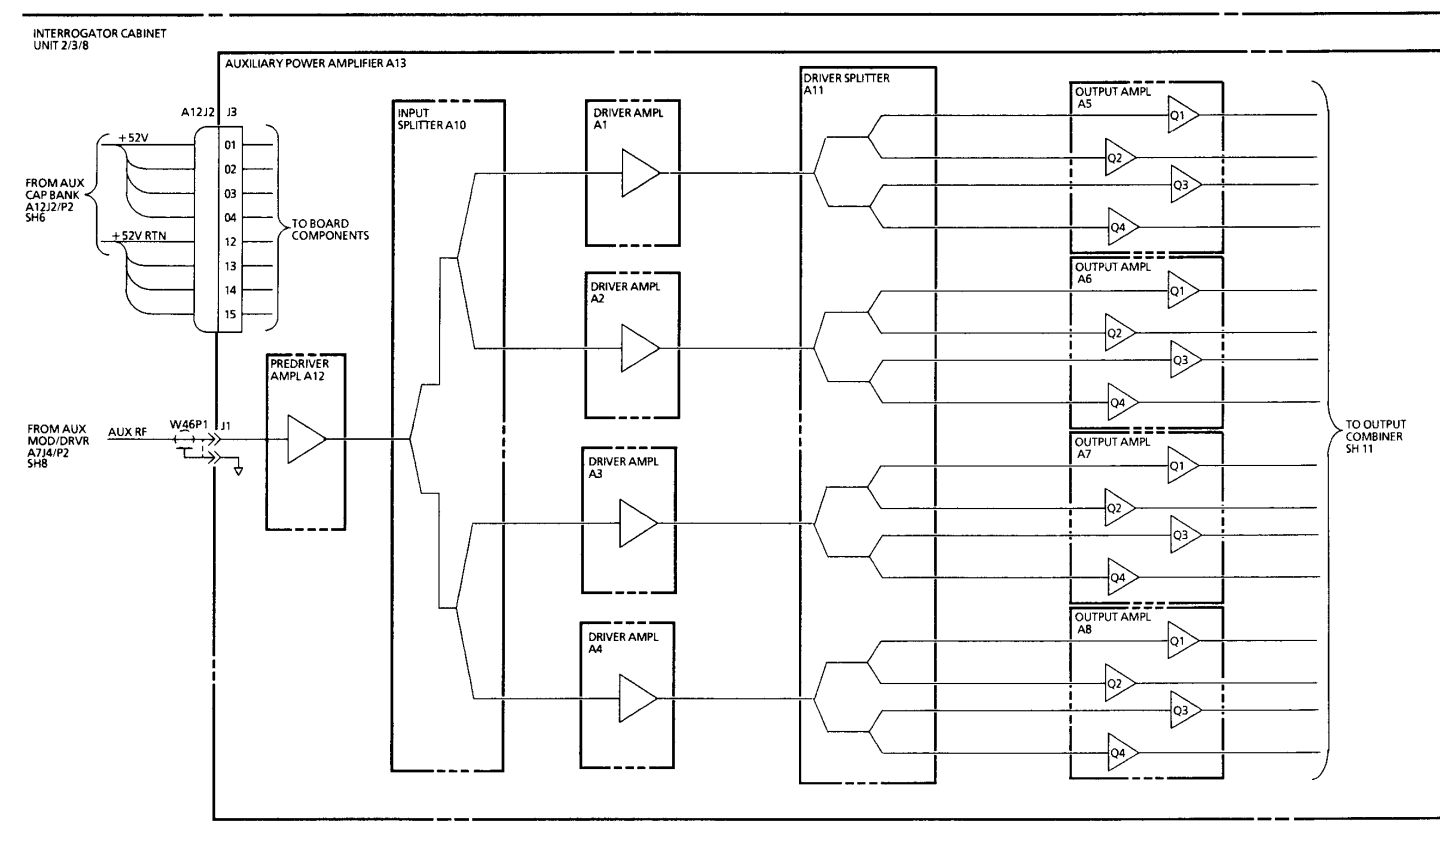 INTERROGATOR CABINET
UNIT 2/3/8
AUXILIARY POWER AMPLIFIER A13
A12J2
J3
+52V
01
02
03
04
+52V RTN
12
13
14
15
FROM AUX
CAP BANK
A12J2/P2
SH6
TO BOARD
COMPONENTS
FROM AUX
MOD/DRVR
A7J4/P2
SH8
AUX RF
W46P1
J1
PREDRIVER
AMPL A12
INPUT
SPLITTER A10
DRIVER AMPL
A1
DRIVER AMPL
A2
DRIVER AMPL
A3
DRIVER AMPL
A4
DRIVER SPLITTER
A11
OUTPUT AMPL
A5
Q1
Q2
Q3
Q4
OUTPUT AMPL
A6
Q1
Q2
Q3
Q4
OUTPUT AMPL
A7
Q1
Q2
Q3
Q4
OUTPUT AMPL
A8
Q1
Q2
Q3
Q4
TO OUTPUT
COMBINER
SH 11